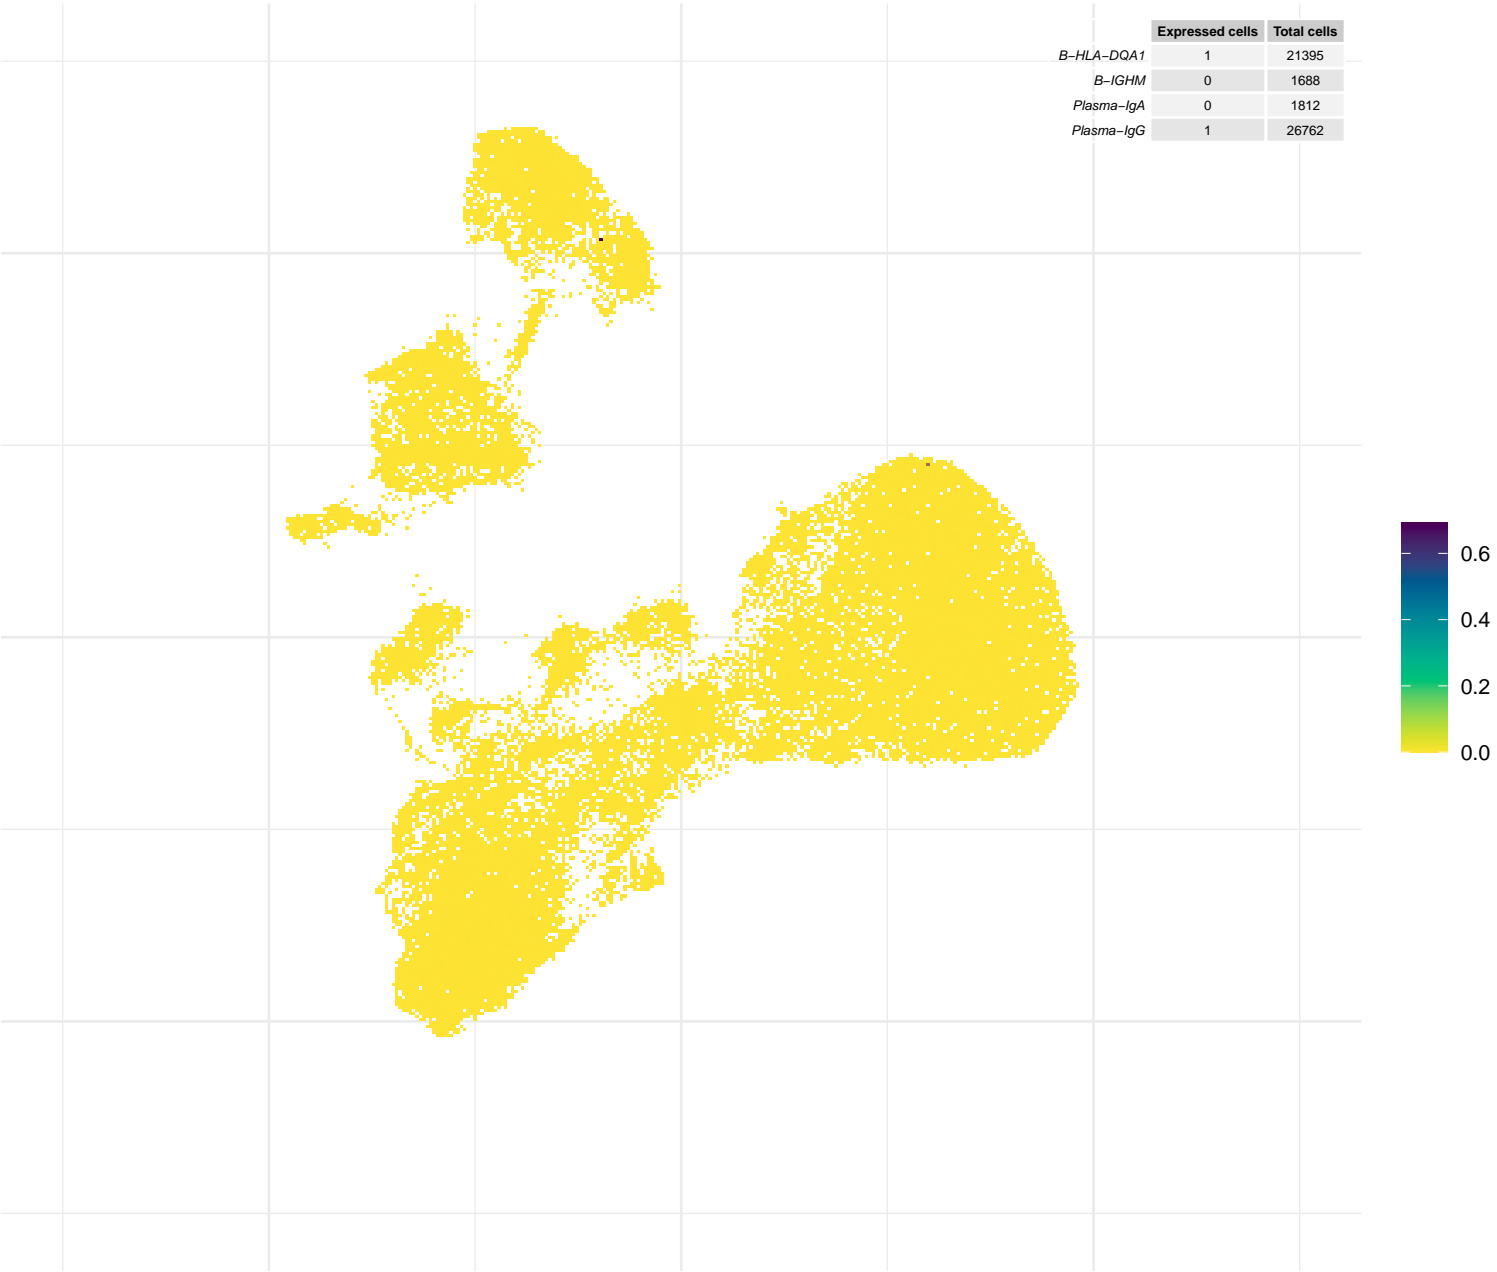 Expressed cells Total cells
B−HLA−DQA1 1 21395
B−IGHM 0 1688
Plasma−IgA 0 1812
Plasma−IgG 1 26762
0.6
0.4
0.2
0.0